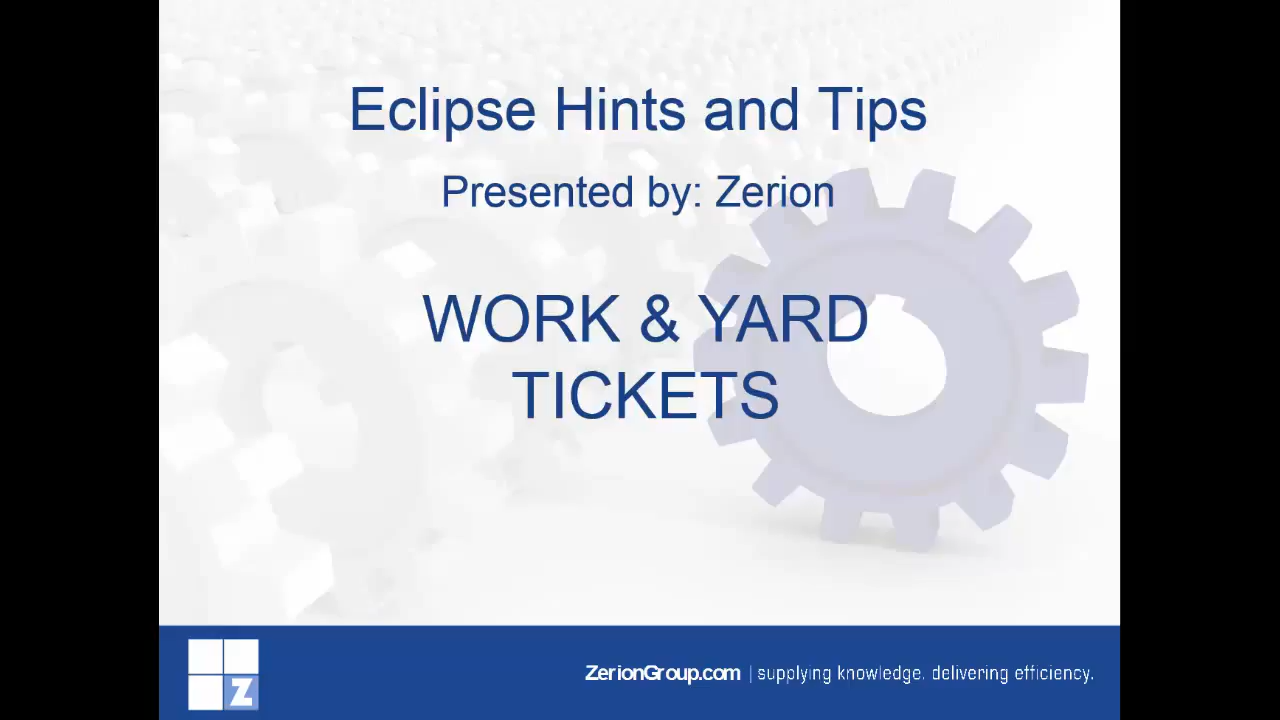 Eclipse Hints and Tips
Presented by: Zerion
WORK & YARD
TICKETS
Z
ZerionGroup.com | supplying knowledge. delivering efficiency.